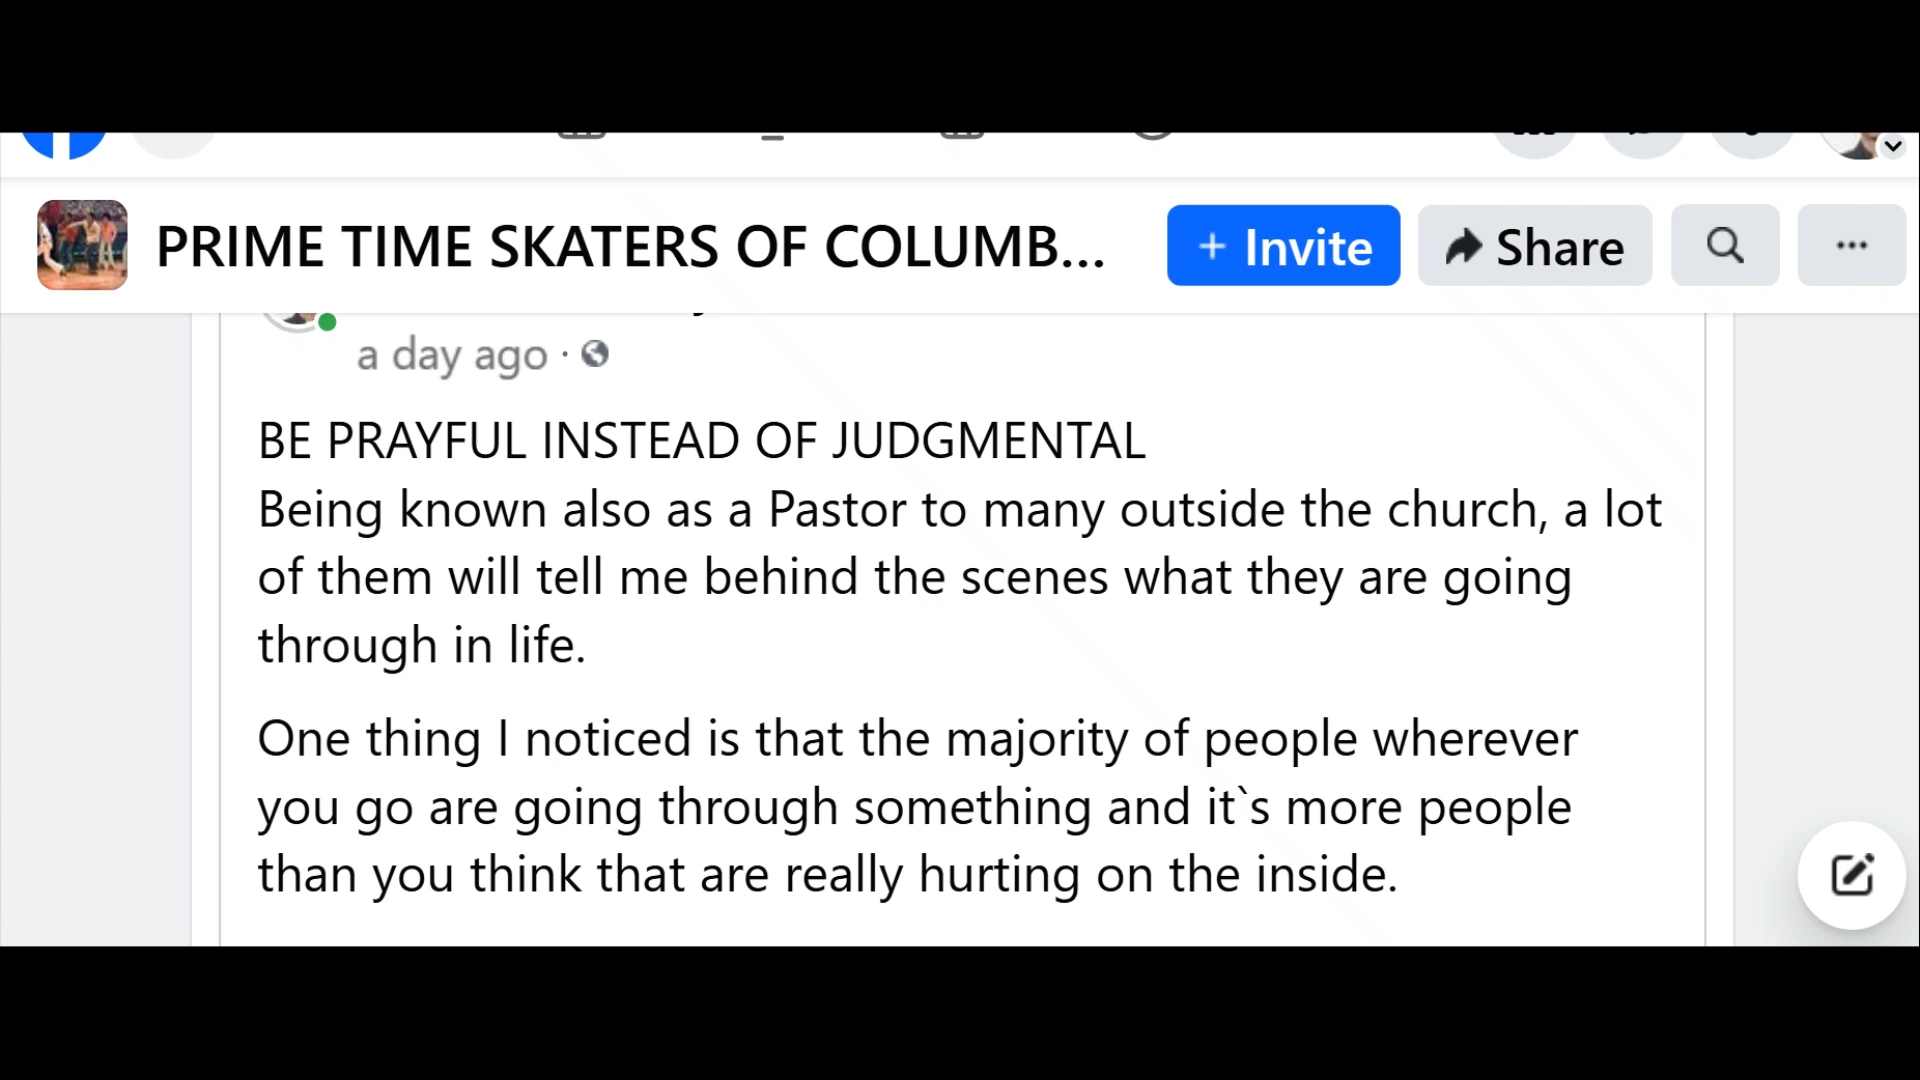 PRIME TIME SKATERS OF COLUMB...
+ Invite
Share
a day ago ·
BE PRAYFUL INSTEAD OF JUDGMENTAL
Being known also as a Pastor to many outside the church, a lot
of them will tell me behind the scenes what they are going
through in life.
One thing I noticed is that the majority of people wherever
you go are going through something and it`s more people
than you think that are really hurting on the inside.